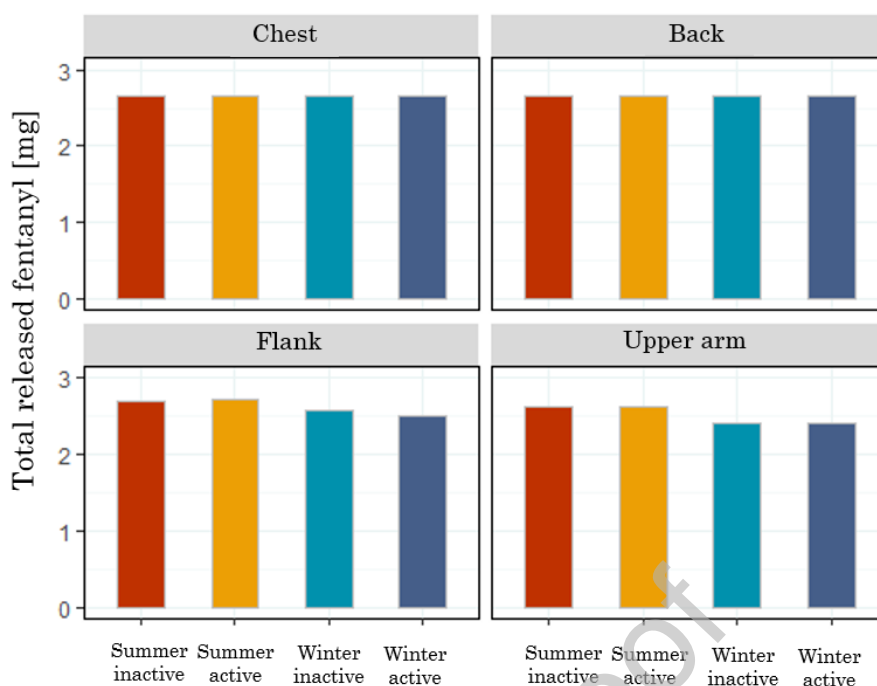 Chest
Back
Total released fentanyl [mg]
3
2
1
0
Flank
Upper arm
3
2
1
0
Summer inactive
Summer active
Winter inactive
Winter active
Summer inactive
Summer active
Winter inactive
Winter active